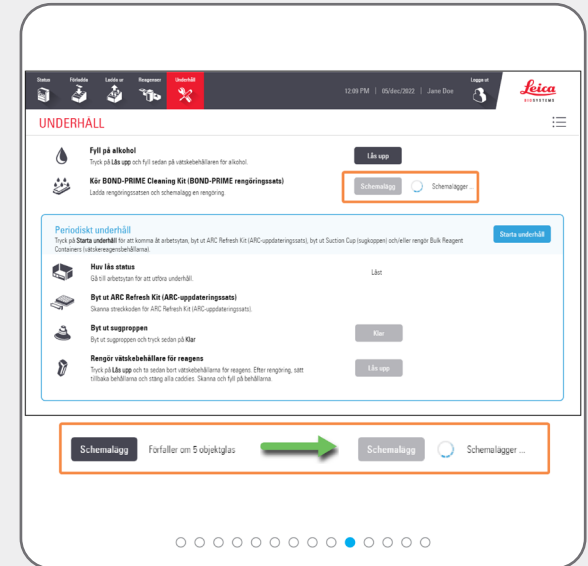 Status Förbadda Ladda ur Reagenser Underhåll Logga ut
12:09 PM | 05/dec/2022 | Jane Doe
Leica
BIOSYSTEMS
UNDERHÅLL
Fyll på alkohol
Tryck på Lås upp och fyll sedan på vätskebehållaren för alkohol.
Lås upp
Kör BOND-PRIME Cleaning Kit (BOND-PRIME rengöringssats)
Ladda rengöringssatsen och schemalägg en rengöring.
Schemalägg Schemalägger ...
Periodiskt underhåll
Tryck på Starta underhåll för att komma åt arbetsytan, byt ut ARC Refresh Kit (ARC-uppdateringssats), byt ut Suction Cup (sugkoppen) och/eller rengör Bulk Reagent
Containers (vätskereagensbehållarna).
Starta underhåll
Huv lås status
Gå till arbetsytan för att utföra underhåll.
Låst
Byt ut ARC Refresh Kit (ARC-uppdateringssats)
Skanna streckkoden för ARC Refresh Kit (ARC-uppdateringssats).
Byt ut sugproppen
Byt ut sugproppen och tryck sedan på Klar
Klar
Rengör vätskebehållare för reagens
Tryck på Lås upp och ta sedan bort vätskebehållarna för reagens. Efter rengöring, sätt
tillbaka behållarna och stäng alla caddies. Skanna och fyll på behållarna.
Lås upp
Schemalägg Förfaller om 5 objektglas Schemalägg Schemalägger ...